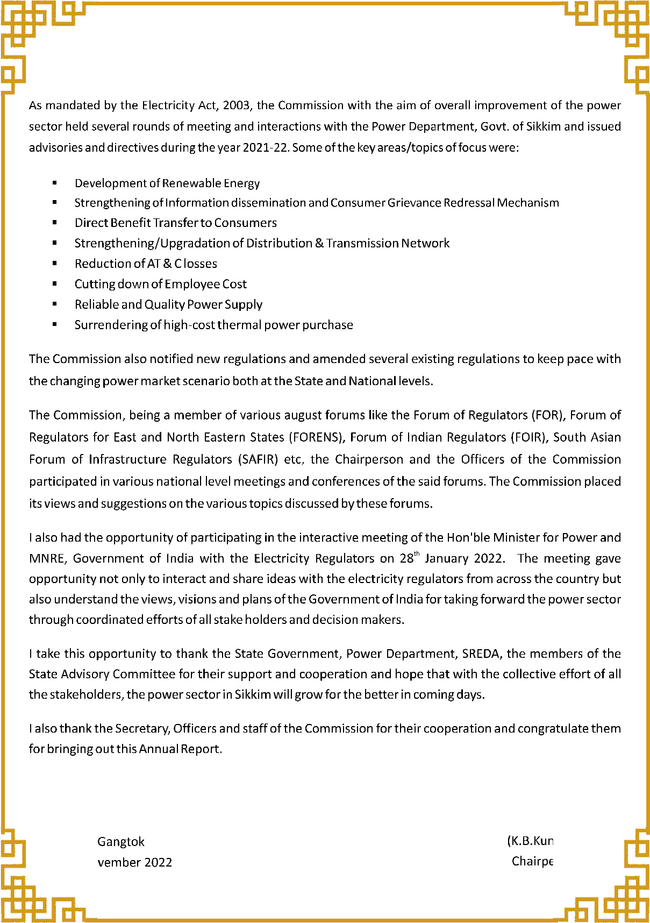 As mandated by the Electricity Act, 2003, the Commission with the aim of overall improvement of the power
sector held several rounds of meeting and interactions with the Power Department, Govt. of Sikkim and issued
advisories and directives during the year 2021-22. Some of the key areas/topics of focus were:
▪ Development of Renewable Energy
▪ Strengthening of Information dissemination and Consumer Grievance Redressal Mechanism
▪ Direct Benefit Transfer to Consumers
▪ Strengthening/Upgradation of Distribution & Transmission Network
▪ Reduction of AT & C losses
▪ Cutting down of Employee Cost
▪ Reliable and Quality Power Supply
▪ Surrendering of high-cost thermal power purchase
The Commission also notified new regulations and amended several existing regulations to keep pace with
the changing power market scenario both at the State and National levels.
The Commission, being a member of various august forums like the Forum of Regulators (FOR), Forum of
Regulators for East and North Eastern States (FORENS), Forum of Indian Regulators (FOIR), South Asian
Forum of Infrastructure Regulators (SAFIR) etc, the Chairperson and the Officers of the Commission
participated in various national level meetings and conferences of the said forums. The Commission placed
its views and suggestions on the various topics discussed by these forums.
I also had the opportunity of participating in the interactive meeting of the Hon'ble Minister for Power and
MNRE, Government of India with the Electricity Regulators on 28th January 2022. The meeting gave
opportunity not only to interact and share ideas with the electricity regulators from across the country but
also understand the views, visions and plans of the Government of India for taking forward the power sector
through coordinated efforts of all stake holders and decision makers.
I take this opportunity to thank the State Government, Power Department, SREDA, the members of the
State Advisory Committee for their support and cooperation and hope that with the collective effort of all
the stakeholders, the power sector in Sikkim will grow for the better in coming days.
I also thank the Secretary, Officers and staff of the Commission for their cooperation and congratulate them
for bringing out this Annual Report.
Gangtok (K.B.Kun
vember 2022 Chairpe